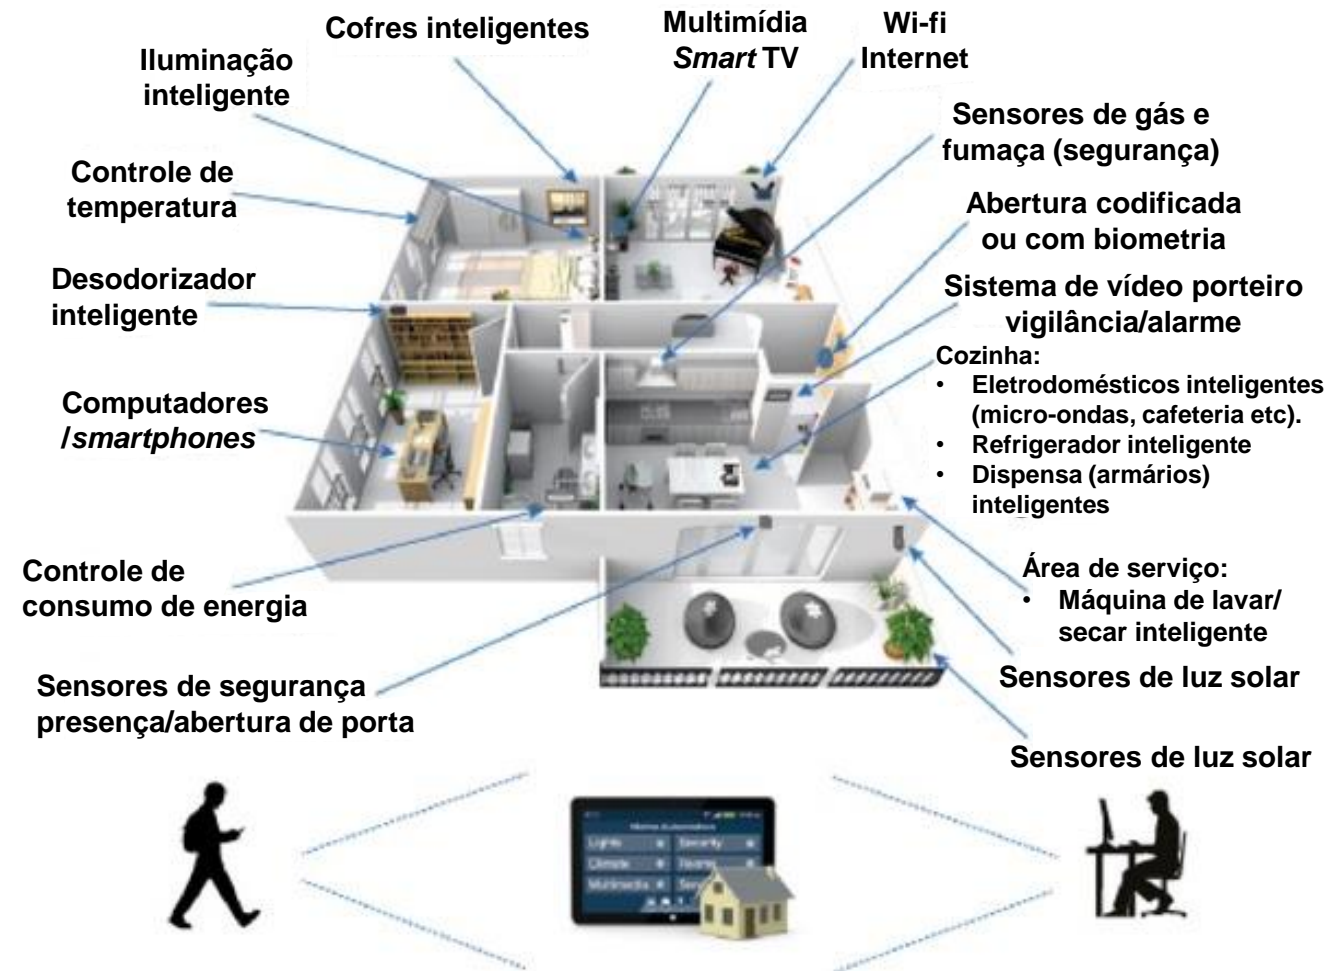 Cofres inteligentes
Multimídia
Smart TV
Wi-fi
Internet
Iluminação
inteligente
Sensores de gás e
fumaça (segurança)
Controle de
temperatura
Abertura codificada
ou com biometria
Desodorizador
inteligente
Sistema de vídeo porteiro
vigilância/alarme
Cozinha:
• Eletrodomésticos inteligentes
(micro-ondas, cafeteria etc).
• Refrigerador inteligente
• Dispensa (armários)
inteligentes
Computadores
/smartphones
Controle de
consumo de energia
Área de serviço:
• Máquina de lavar/
secar inteligente
Sensores de luz solar
Sensores de segurança
presença/abertura de porta
Sensores de luz solar
Lights
Security
Climate
Multimedia